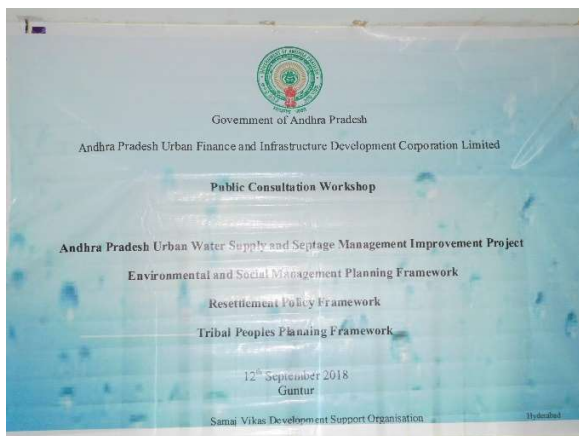 Government of Andhra Pradesh
Andhra Pradesh Urban Finance and Infrastructure Development Corporation Limited
Public Consultation Workshop
Andhra Pradesh Urban Water Supply and Septage Management Improvement Project
Environmental and Social Management Planning Framework
Resettlement Policy Framework
Tribal Peoples Planning Framework
12th September 2018
Guntur
Samaj Vikas Development Support Organisation
Hyderabad